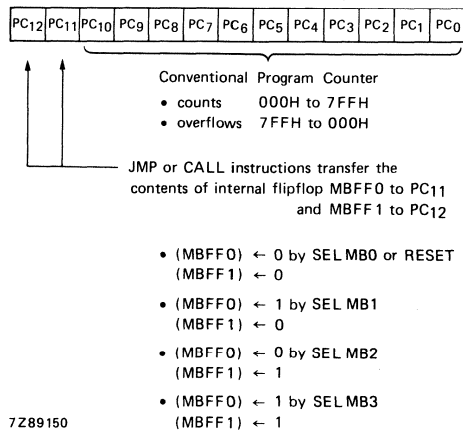 PC12 PC11 PC10 PC9 PC8 PC7 PC6 PC5 PC4 PC3 PC2 PC1 PC0
Conventional Program Counter
• counts 000H to 7FFH
• overflows 7FFH to 000H
JMP or CALL instructions transfer the
contents of internal flipflop MBFF0 to PC11
and MBFF1 to PC12
• (MBFF0) ← 0 by SEL MB0 or RESET
(MBFF1) ← 0
• (MBFF0) ← 1 by SEL MB1
(MBFF1) ← 0
• (MBFF0) ← 0 by SEL MB2
(MBFF1) ← 1
• (MBFF0) ← 1 by SEL MB3
(MBFF1) ← 1
7Z89150